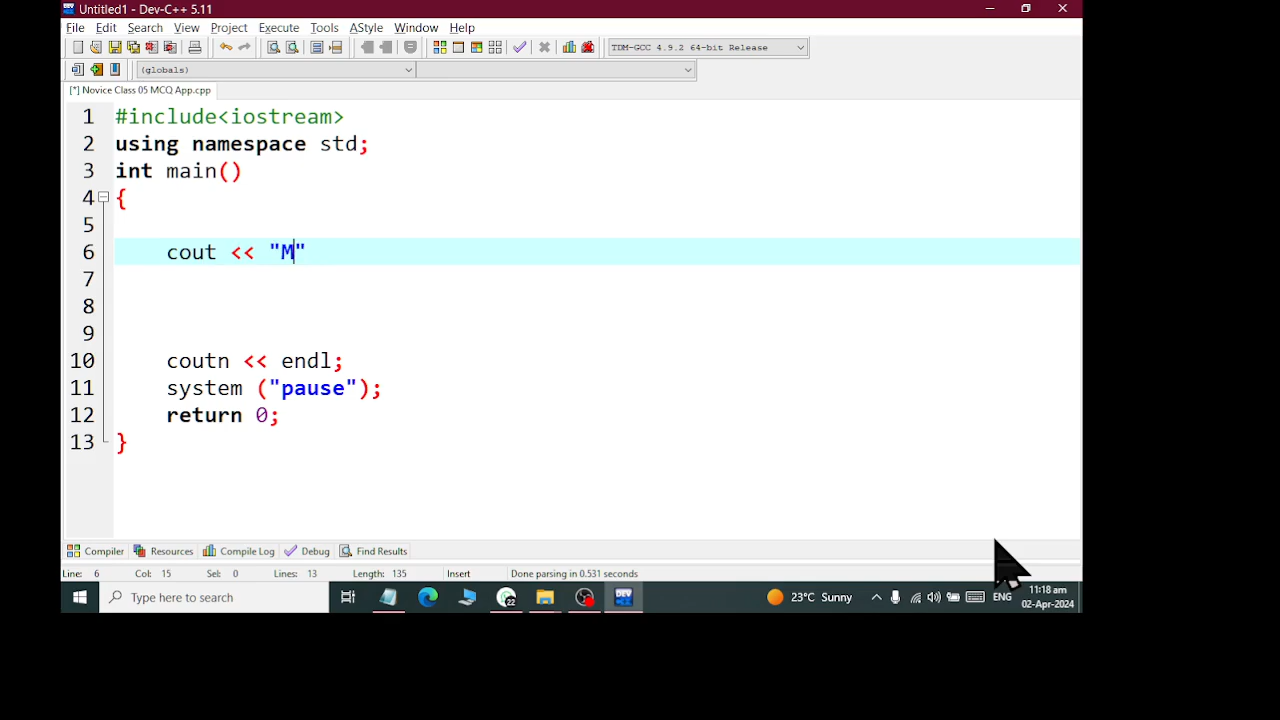 Untitled1 - Dev-C++ 5.11
File Edit Search View Project Execute Tools AStyle Window Help
TDM-GCC 4.9.2 64-bit Release
(globals)
[*] Novice Class 05 MCQ App.cpp
1 #include<iostream>
2 using namespace std;
3 int main()
4 {
5
6 cout << "M"
7
8
9
10 coutn << endl;
11 system ("pause");
12 return 0;
13 }
Compiler Resources Compile Log Debug Find Results
Line: 6 Col: 15 Sel: 0 Lines: 13 Length: 135 Insert Done parsing in 0.531 seconds
Type here to search 22 DEV 23°C Sunny ENG 11:18 am
02-Apr-2024